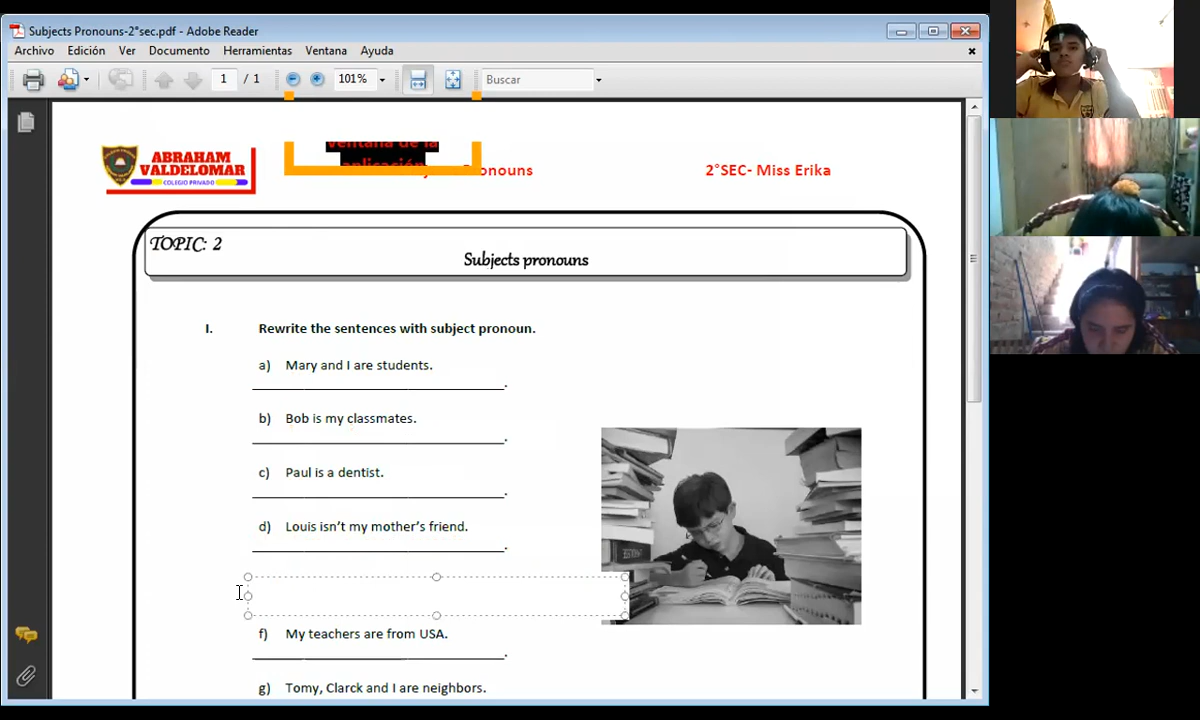 Subjects Pronouns-2°sec.pdf - Adobe Reader
Archivo Edición Ver Documento Herramientas Ventana Ayuda
1 / 1 101% Buscar
ventana de la
aplicación
ABRAHAM
VALDELOMAR
COLEGIO PRIVADO
Pronouns
2°SEC- Miss Erika
TOPIC: 2
Subjects pronouns
I. Rewrite the sentences with subject pronoun.
a) Mary and I are students.
b) Bob is my classmates.
c) Paul is a dentist.
d) Louis isn't my mother's friend.
f) My teachers are from USA.
g) Tomy, Clarck and I are neighbors.